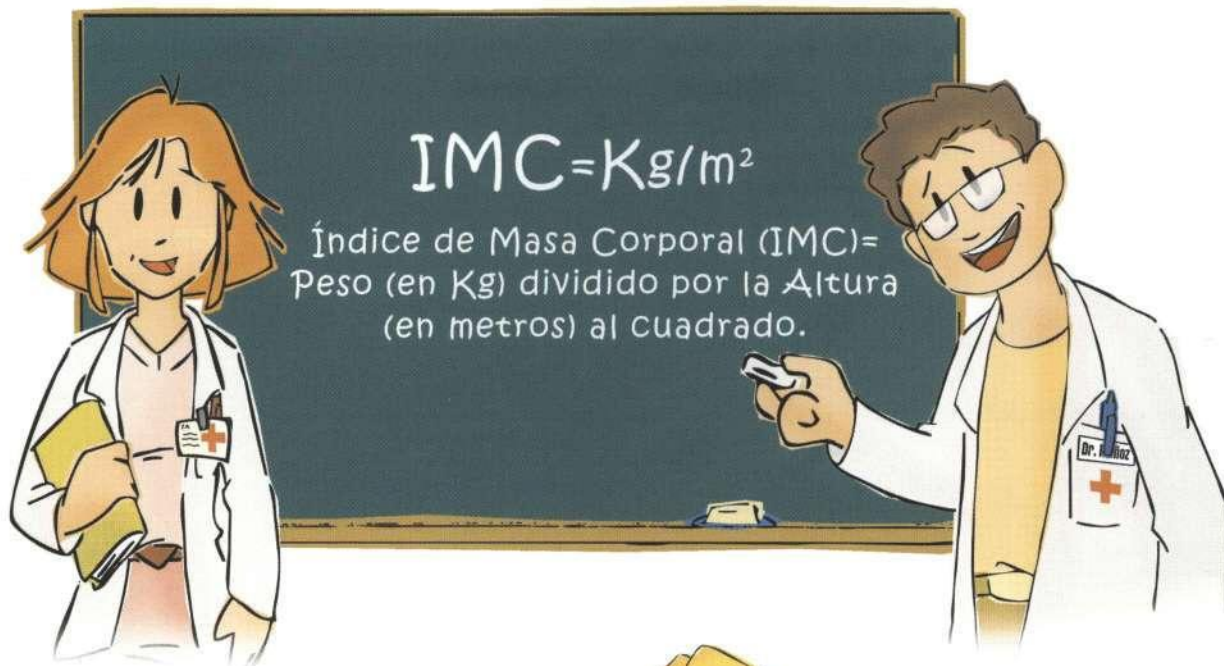 IMC=Kg/m²
Índice de Masa Corporal (IMC)=
Peso (en Kg) dividido por la Altura
(en metros) al cuadrado.
Dr.